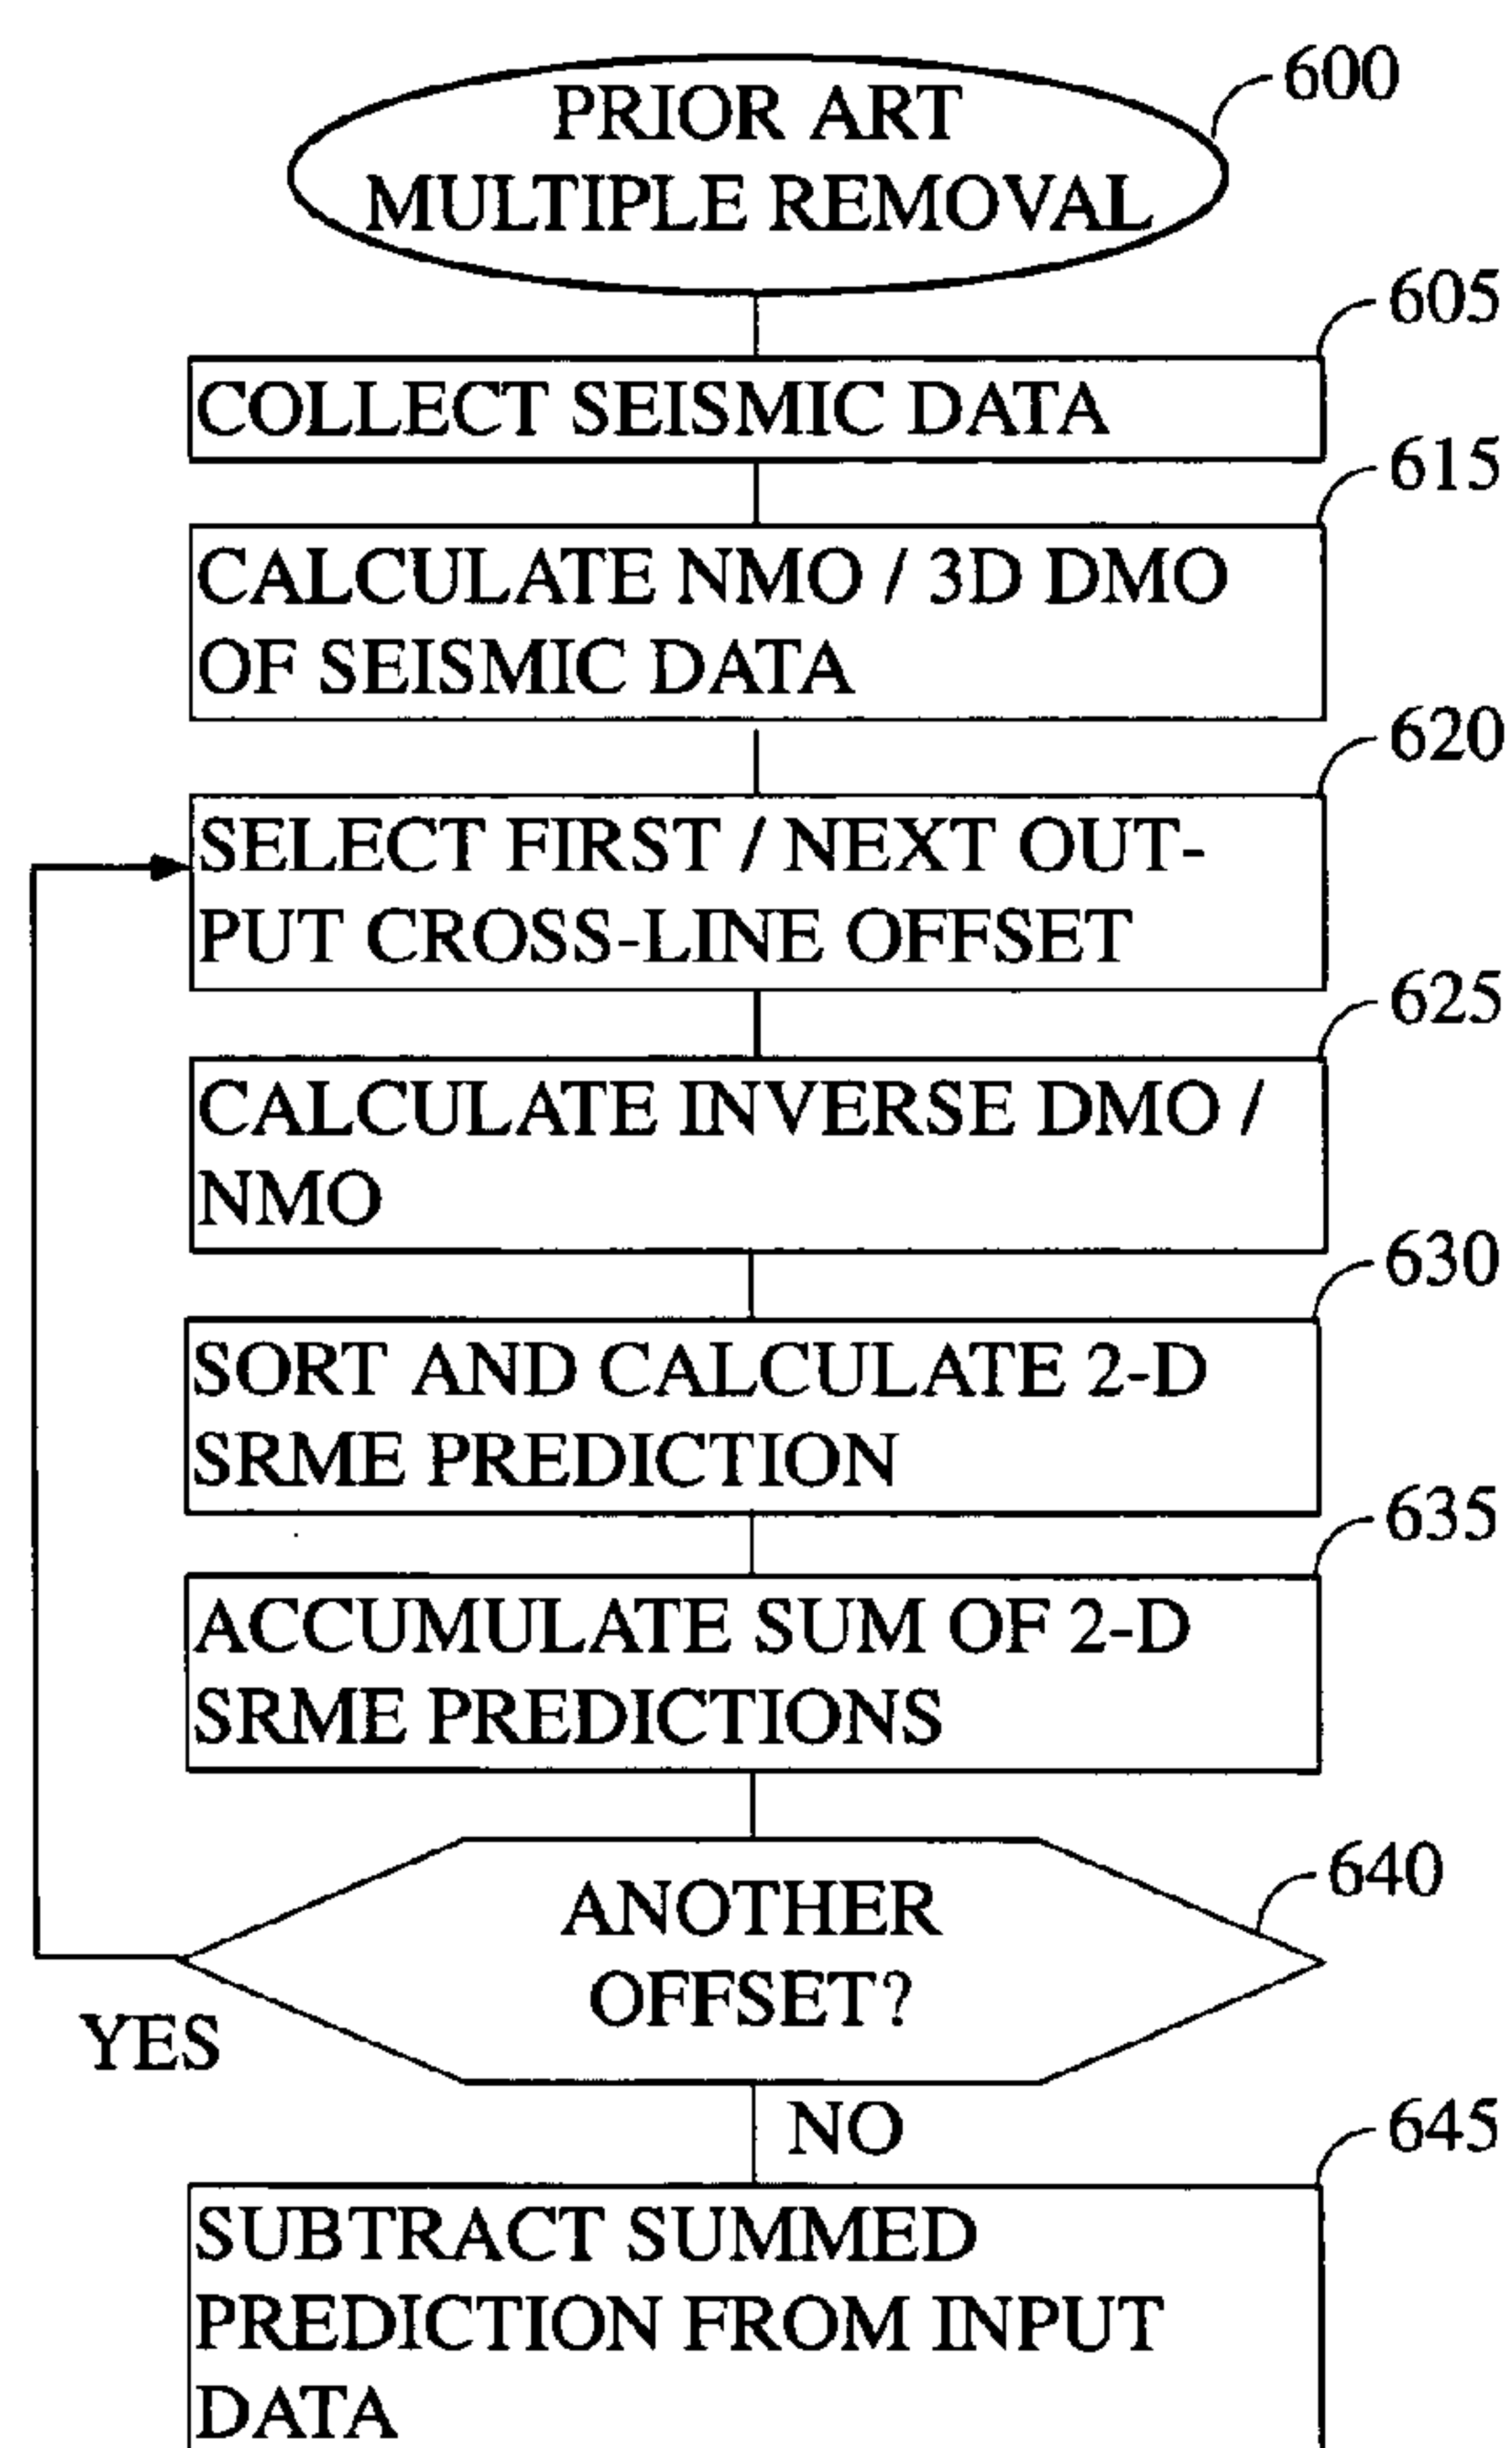 600
PRIOR ART
MULTIPLE REMOVAL
605
COLLECT SEISMIC DATA
615
CALCULATE NMO / 3D DMO
OF SEISMIC DATA
620
SELECT FIRST / NEXT OUT-
PUT CROSS-LINE OFFSET
625
CALCULATE INVERSE DMO /
NMO
630
SORT AND CALCULATE 2-D
SRME PREDICTION
635
ACCUMULATE SUM OF 2-D
SRME PREDICTIONS
640
ANOTHER
OFFSET?
YES
NO
645
SUBTRACT SUMMED
PREDICTION FROM INPUT
DATA